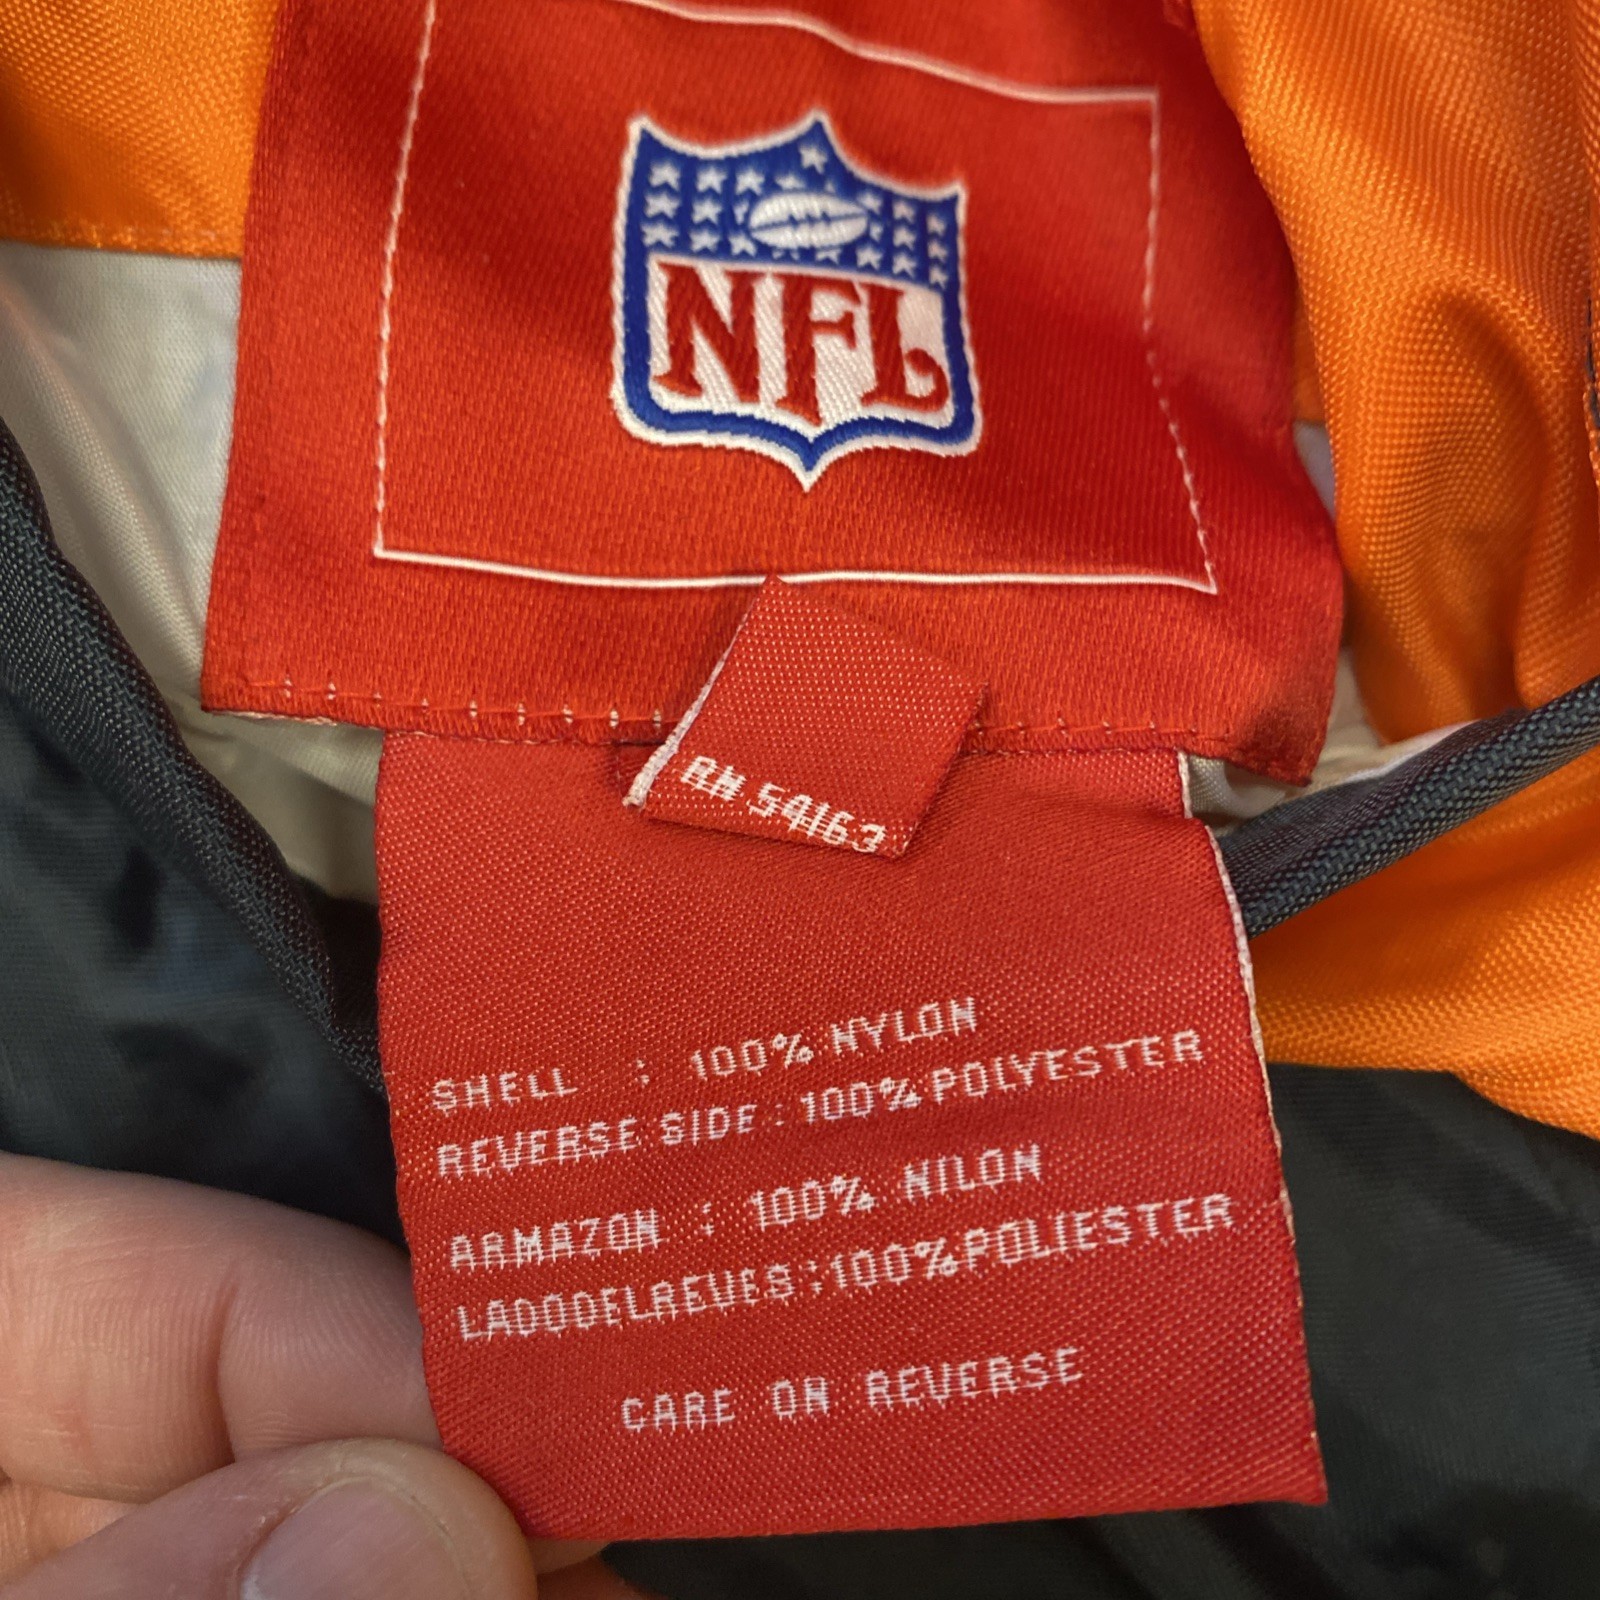 NFL
RN 54163
SHELL : 100% NYLON
REVERSE SIDE : 100% POLYESTER
ARMAZON : 100% NILON
LADODELREVES : 100% POLIESTER
CARE ON REVERSE